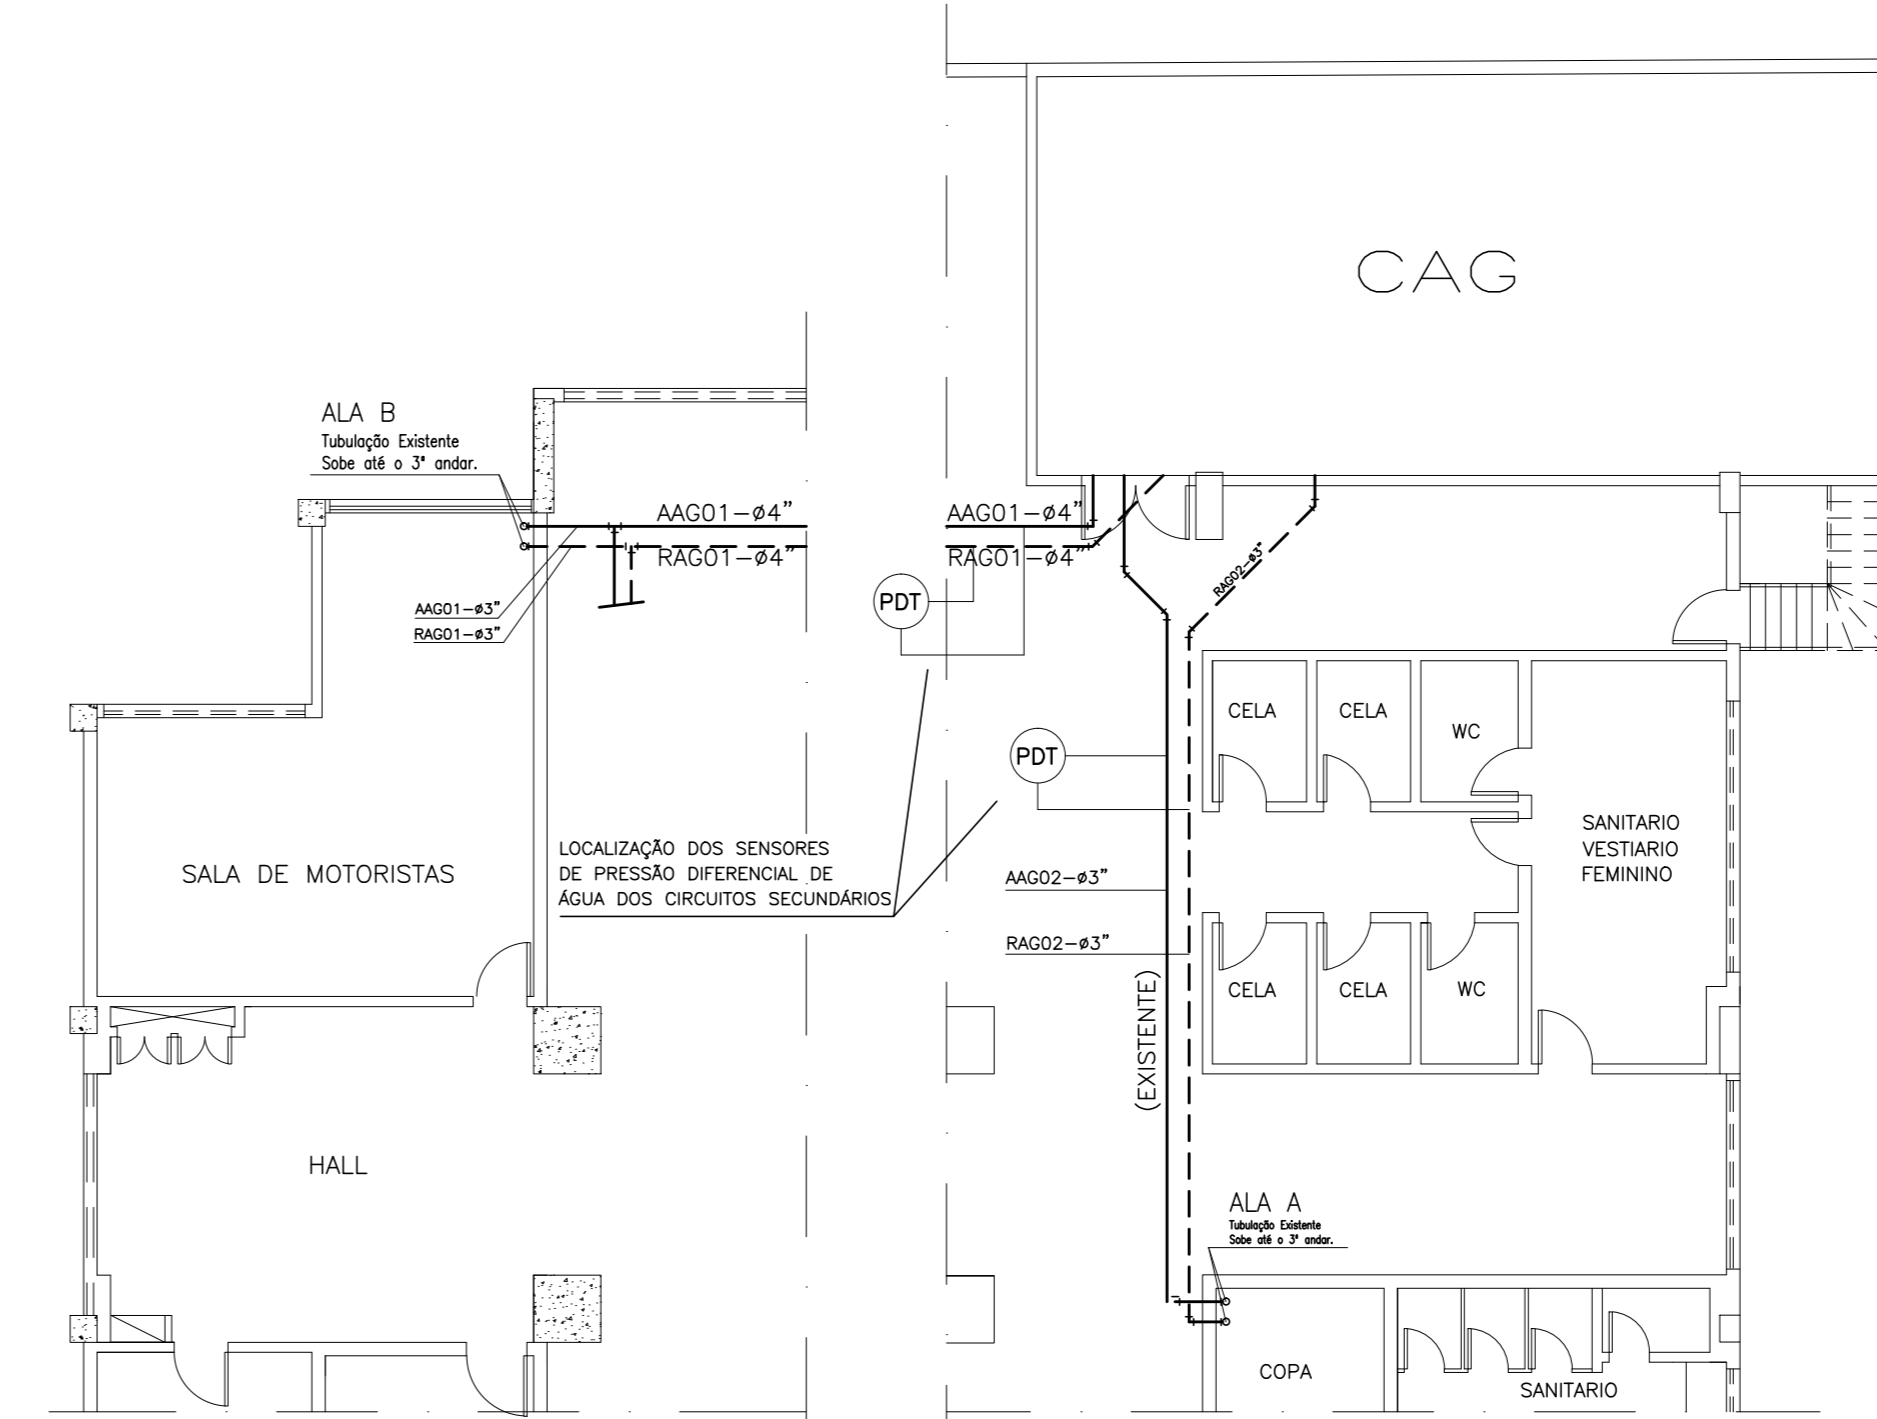 CAG
ALA B
Tubulação Existente
Sobe até o 3º andar.
AAG01-ø4"
RAG01-ø4"
AAG01-ø4"
RAG01-ø4"
AAG01-ø3"
RAG01-ø3"
PDT
RAG02-ø3"
CELA
CELA
WC
PDT
SANITARIO
VESTIARIO
FEMININO
SALA DE MOTORISTAS
LOCALIZAÇÃO DOS SENSORES
DE PRESSÃO DIFERENCIAL DE
ÁGUA DOS CIRCUITOS SECUNDÁRIOS
AAG02-ø3"
RAG02-ø3"
(EXISTENTE)
CELA
CELA
WC
HALL
ALA A
Tubulação Existente
Sobe até o 3º andar.
COPA
SANITARIO